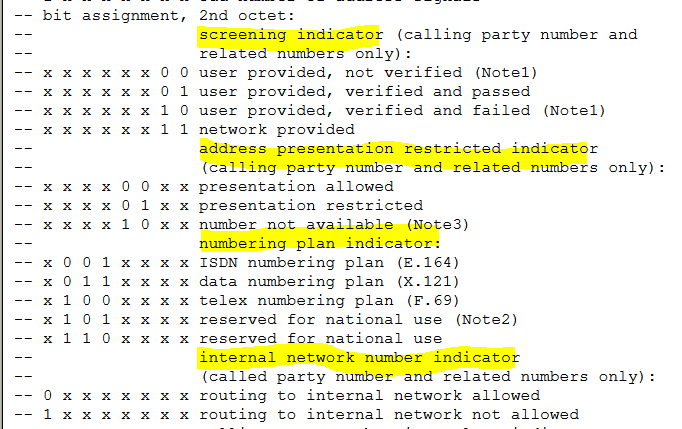 -- bit assignment, 2nd octet:
-- screening indicator (calling party number and
-- related numbers only):
-- x x x x x x 0 0 user provided, not verified (Note1)
-- x x x x x x 0 1 user provided, verified and passed
-- x x x x x x 1 0 user provided, verified and failed (Note1)
-- x x x x x x 1 1 network provided
-- address presentation restricted indicator
-- (calling party number and related numbers only):
-- x x x x 0 0 x x presentation allowed
-- x x x x 0 1 x x presentation restricted
-- x x x x 1 0 x x number not available (Note3)
-- numbering plan indicator:
-- x 0 0 1 x x x x ISDN numbering plan (E.164)
-- x 0 1 1 x x x x data numbering plan (X.121)
-- x 1 0 0 x x x x telex numbering plan (F.69)
-- x 1 0 1 x x x x reserved for national use (Note2)
-- x 1 1 0 x x x x reserved for national use
-- internal network number indicator
-- (called party number and related numbers only):
-- 0 x x x x x x x routing to internal network allowed
-- 1 x x x x x x x routing to internal network not allowed